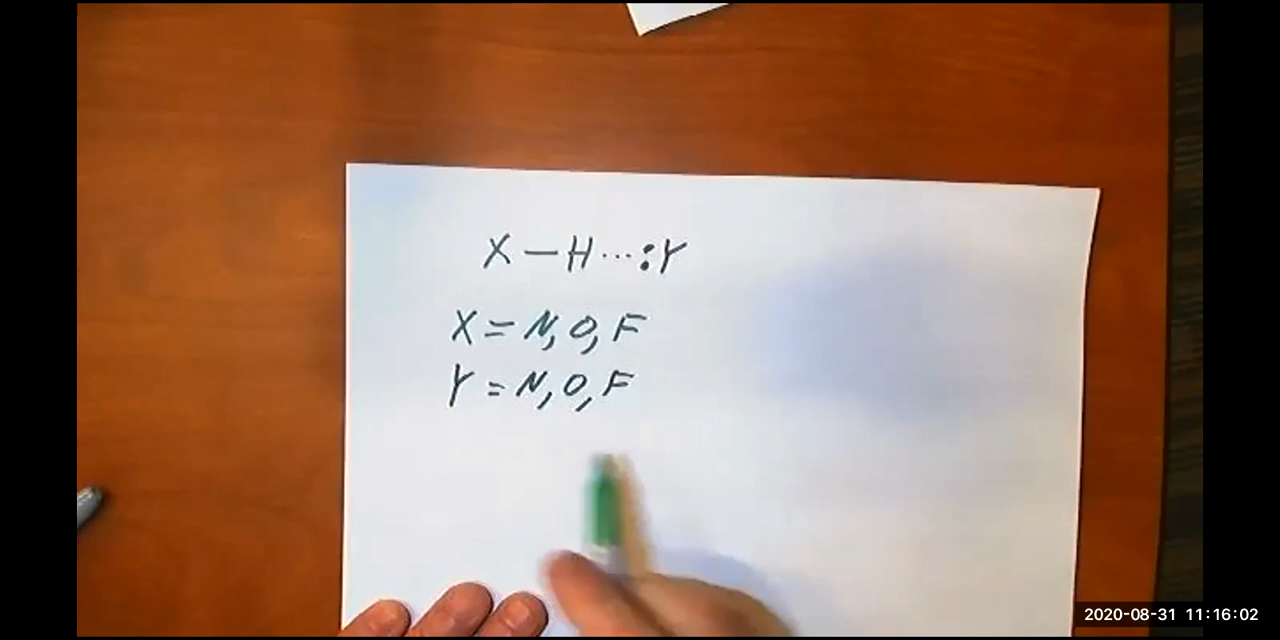 X — H ··· :Y
X = N, O, F
Y = N, O, F
2020-08-31 11:16:02